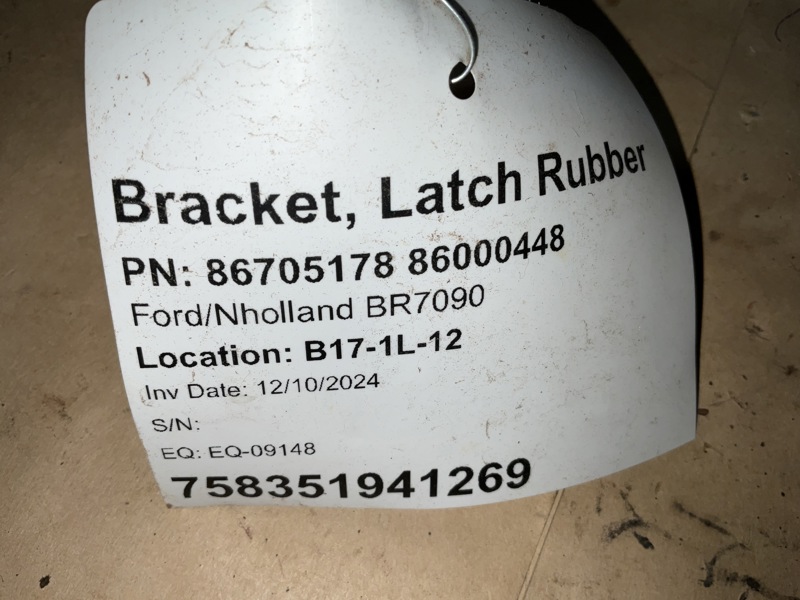 Bracket, Latch Rubber
PN: 86705178 86000448
Ford/Nholland BR7090
Location: B17-1L-12
Inv Date: 12/10/2024
S/N:
EQ: EQ-09148
758351941269